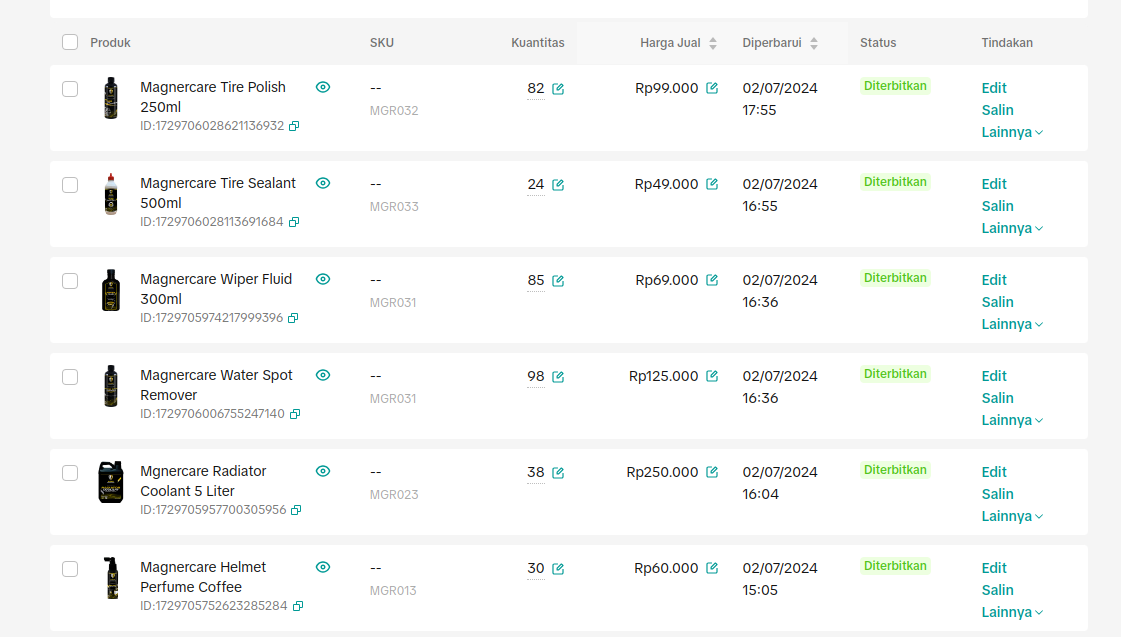 Produk SKU Kuantitas Harga Jual Diperbarui Status Tindakan
Magnercare Tire Polish -- 82 Rp99.000 02/07/2024 Diterbitkan Edit
250ml MGR032 17:55 Salin
ID:1729706028621136932 Lainnya
Magnercare Tire Sealant -- 24 Rp49.000 02/07/2024 Diterbitkan Edit
500ml MGR033 16:55 Salin
ID:1729706028113691684 Lainnya
Magnercare Wiper Fluid -- 85 Rp69.000 02/07/2024 Diterbitkan Edit
300ml MGR031 16:36 Salin
ID:1729705974217999396 Lainnya
Magnercare Water Spot -- 98 Rp125.000 02/07/2024 Diterbitkan Edit
Remover MGR031 16:36 Salin
ID:1729706006755247140 Lainnya
Mgnercare Radiator -- 38 Rp250.000 02/07/2024 Diterbitkan Edit
Coolant 5 Liter MGR023 16:04 Salin
ID:1729705957700305956 Lainnya
Magnercare Helmet -- 30 Rp60.000 02/07/2024 Diterbitkan Edit
Perfume Coffee MGR013 15:05 Salin
ID:1729705752623285284 Lainnya